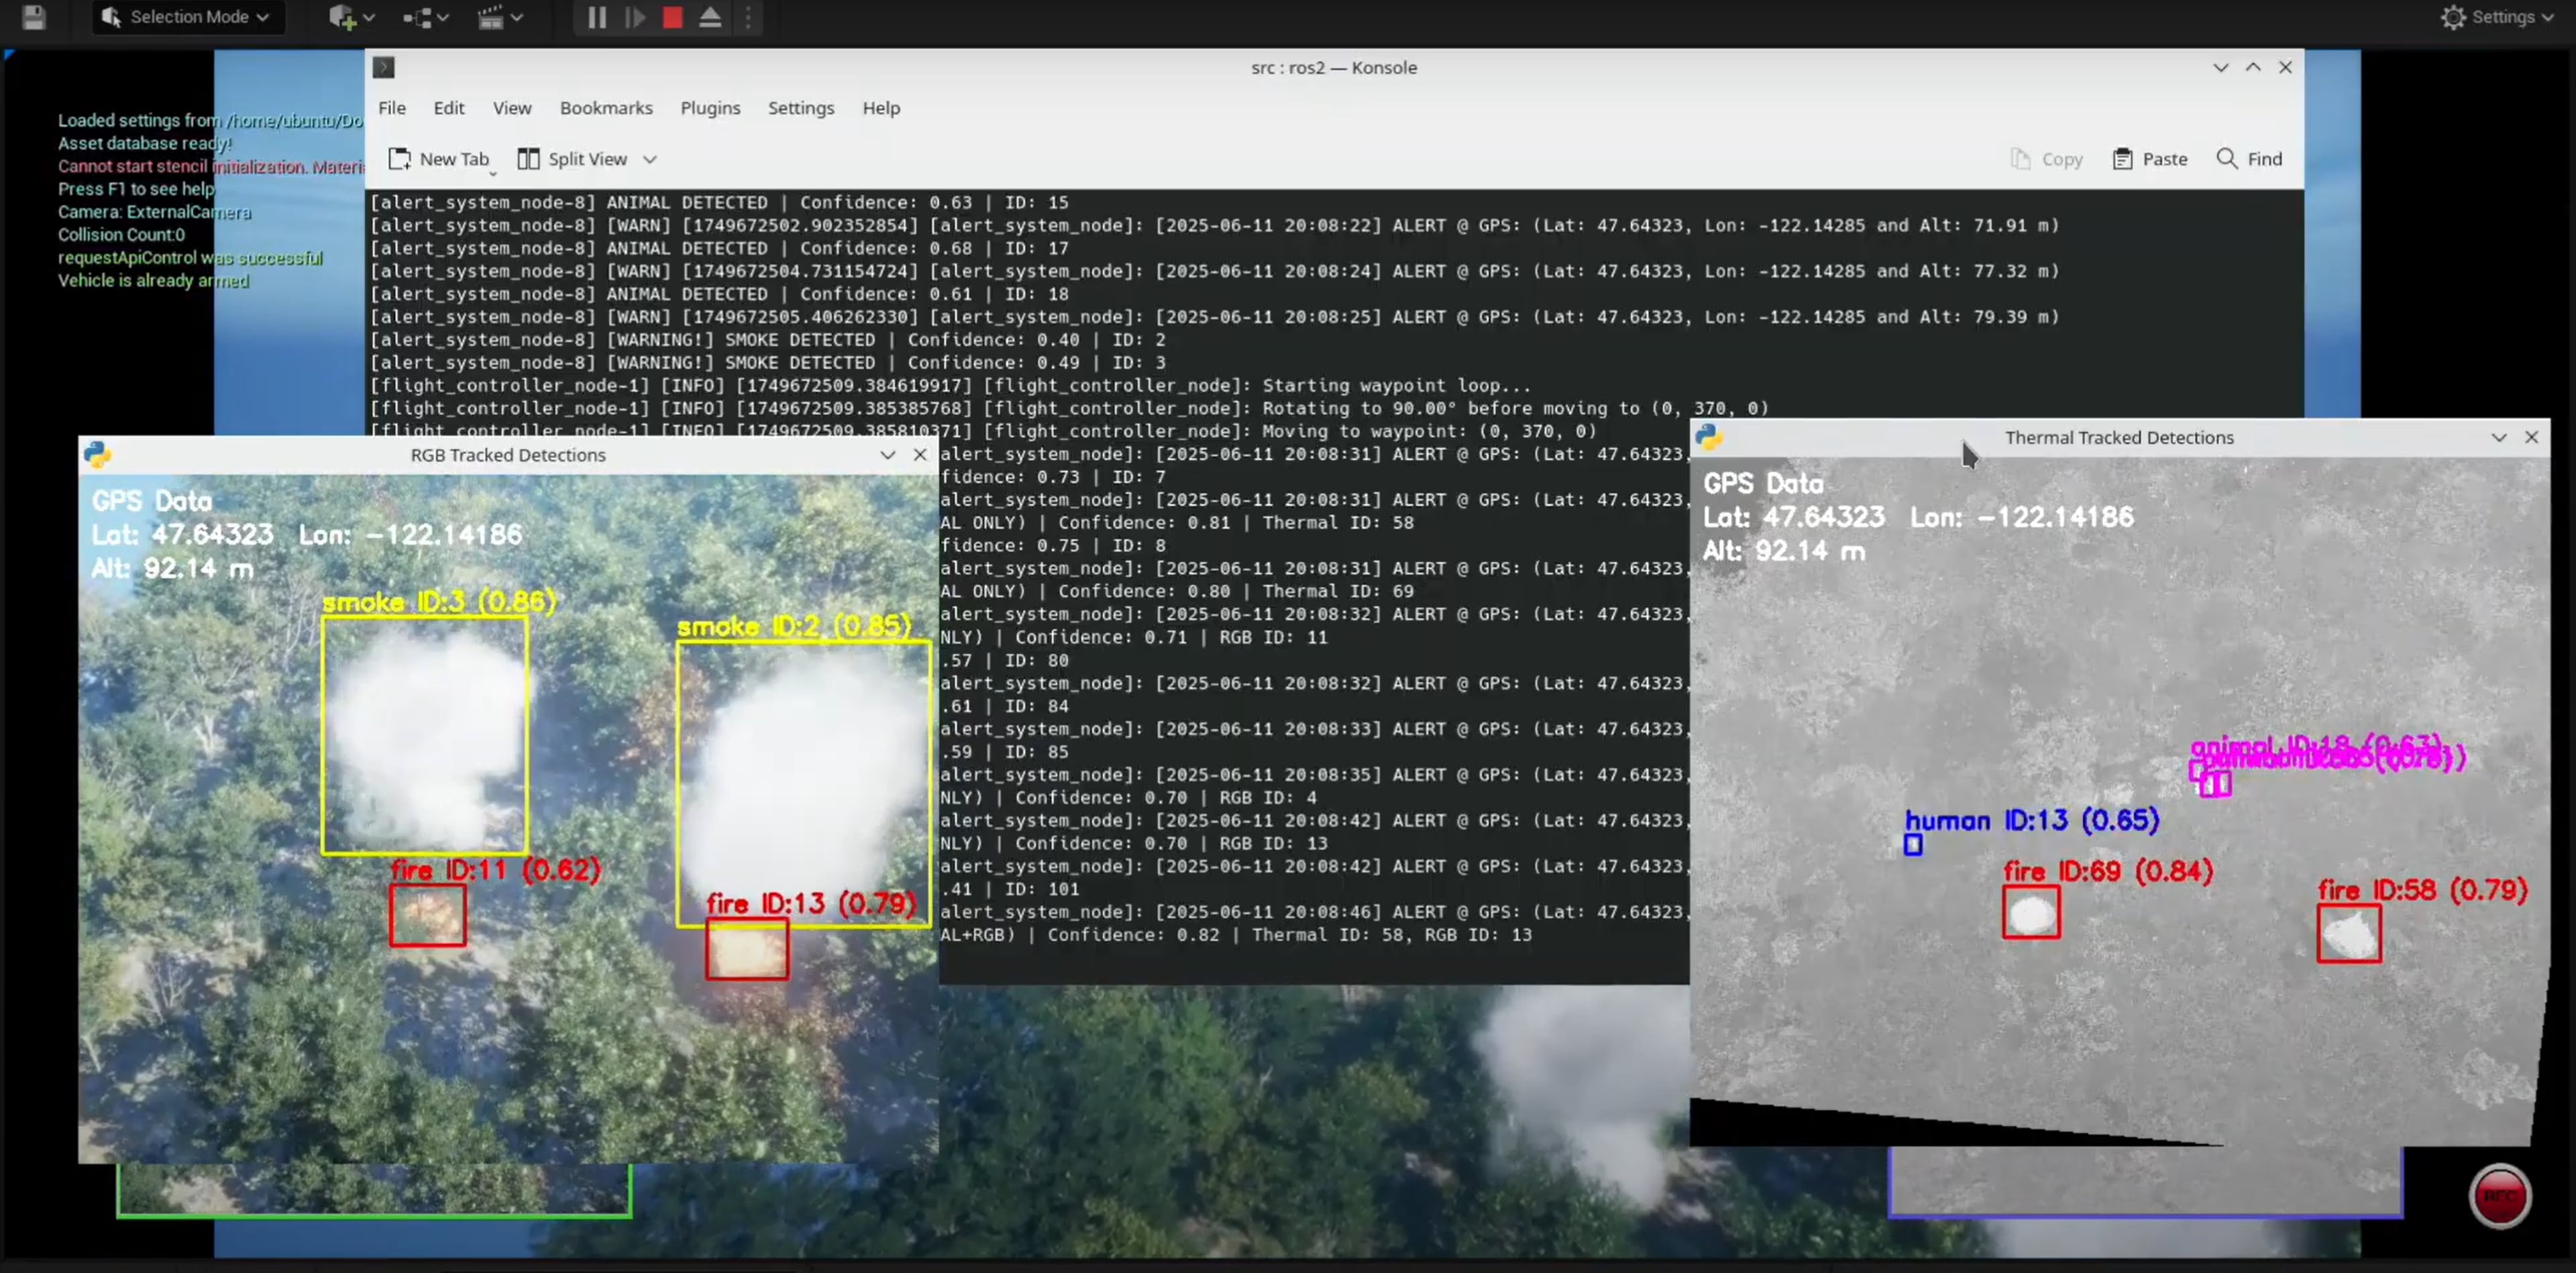 Selection Mode
Settings
src : ros2 — Konsole
File Edit View Bookmarks Plugins Settings Help
New Tab Split View Copy Paste Find
Loaded settings from /home/ubuntu/Do
Asset database ready!
Cannot start stencil initialization. Materi
Press F1 to see help
Camera: ExternalCamera
Collision Count:0
requestApiControl was successful
Vehicle is already armed
[alert_system_node-8] ANIMAL DETECTED | Confidence: 0.63 | ID: 15
[alert_system_node-8] [WARN] [1749672502.902352854] [alert_system_node]: [2025-06-11 20:08:22] ALERT @ GPS: (Lat: 47.64323, Lon: -122.14285 and Alt: 71.91 m)
[alert_system_node-8] ANIMAL DETECTED | Confidence: 0.68 | ID: 17
[alert_system_node-8] [WARN] [1749672504.731154724] [alert_system_node]: [2025-06-11 20:08:24] ALERT @ GPS: (Lat: 47.64323, Lon: -122.14285 and Alt: 77.32 m)
[alert_system_node-8] ANIMAL DETECTED | Confidence: 0.61 | ID: 18
[alert_system_node-8] [WARN] [1749672505.406262330] [alert_system_node]: [2025-06-11 20:08:25] ALERT @ GPS: (Lat: 47.64323, Lon: -122.14285 and Alt: 79.39 m)
[alert_system_node-8] [WARNING!] SMOKE DETECTED | Confidence: 0.40 | ID: 2
[alert_system_node-8] [WARNING!] SMOKE DETECTED | Confidence: 0.49 | ID: 3
[flight_controller_node-1] [INFO] [1749672509.384619917] [flight_controller_node]: Starting waypoint loop...
[flight_controller_node-1] [INFO] [1749672509.385385768] [flight_controller_node]: Rotating to 90.00° before moving to (0, 370, 0)
[flight_controller_node-1] [INFO] [1749672509.385810371] [flight_controller_node]: Moving to waypoint: (0, 370, 0)
alert_system_node]: [2025-06-11 20:08:31] ALERT @ GPS: (Lat: 47.64323,
fidence: 0.73 | ID: 7
alert_system_node]: [2025-06-11 20:08:31] ALERT @ GPS: (Lat: 47.64323,
AL ONLY) | Confidence: 0.81 | Thermal ID: 58
fidence: 0.75 | ID: 8
alert_system_node]: [2025-06-11 20:08:31] ALERT @ GPS: (Lat: 47.64323,
AL ONLY) | Confidence: 0.80 | Thermal ID: 69
alert_system_node]: [2025-06-11 20:08:32] ALERT @ GPS: (Lat: 47.64323,
NLY) | Confidence: 0.71 | RGB ID: 11
.57 | ID: 80
alert_system_node]: [2025-06-11 20:08:32] ALERT @ GPS: (Lat: 47.64323,
.61 | ID: 84
alert_system_node]: [2025-06-11 20:08:33] ALERT @ GPS: (Lat: 47.64323,
.59 | ID: 85
alert_system_node]: [2025-06-11 20:08:35] ALERT @ GPS: (Lat: 47.64323,
NLY) | Confidence: 0.70 | RGB ID: 4
alert_system_node]: [2025-06-11 20:08:42] ALERT @ GPS: (Lat: 47.64323,
NLY) | Confidence: 0.70 | RGB ID: 13
alert_system_node]: [2025-06-11 20:08:42] ALERT @ GPS: (Lat: 47.64323,
.41 | ID: 101
alert_system_node]: [2025-06-11 20:08:46] ALERT @ GPS: (Lat: 47.64323,
AL+RGB) | Confidence: 0.82 | Thermal ID: 58, RGB ID: 13
RGB Tracked Detections
GPS Data
Lat: 47.64323 Lon: -122.14186
Alt: 92.14 m
smoke ID:3 (0.86)
smoke ID:2 (0.85)
fire ID:11 (0.62)
fire ID:13 (0.79)
Thermal Tracked Detections
GPS Data
Lat: 47.64323 Lon: -122.14186
Alt: 92.14 m
animal ID:18
human ID:13 (0.65)
fire ID:69 (0.84)
fire ID:58 (0.79)
REC